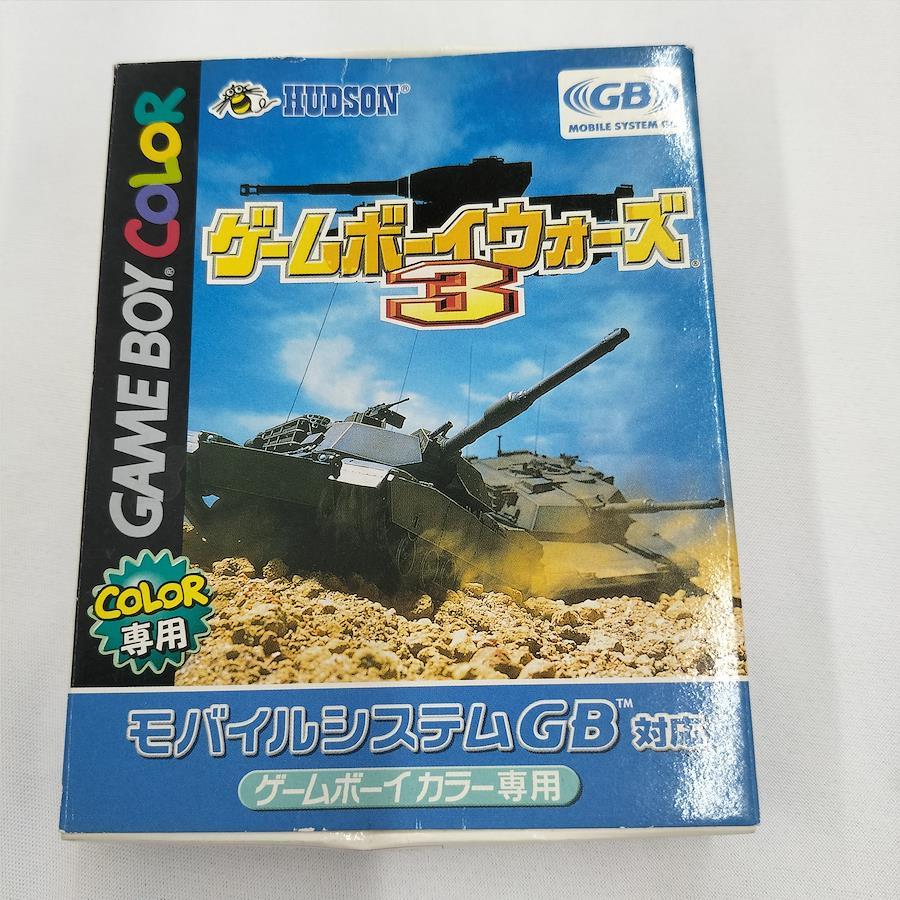 HUDSON®
GB
MOBILE SYSTEM GB
GAME BOY® COLOR
ゲームボーイウォーズ®
3
COLOR
専用
モバイルシステムGB™ 対応
ゲームボーイ カラー専用